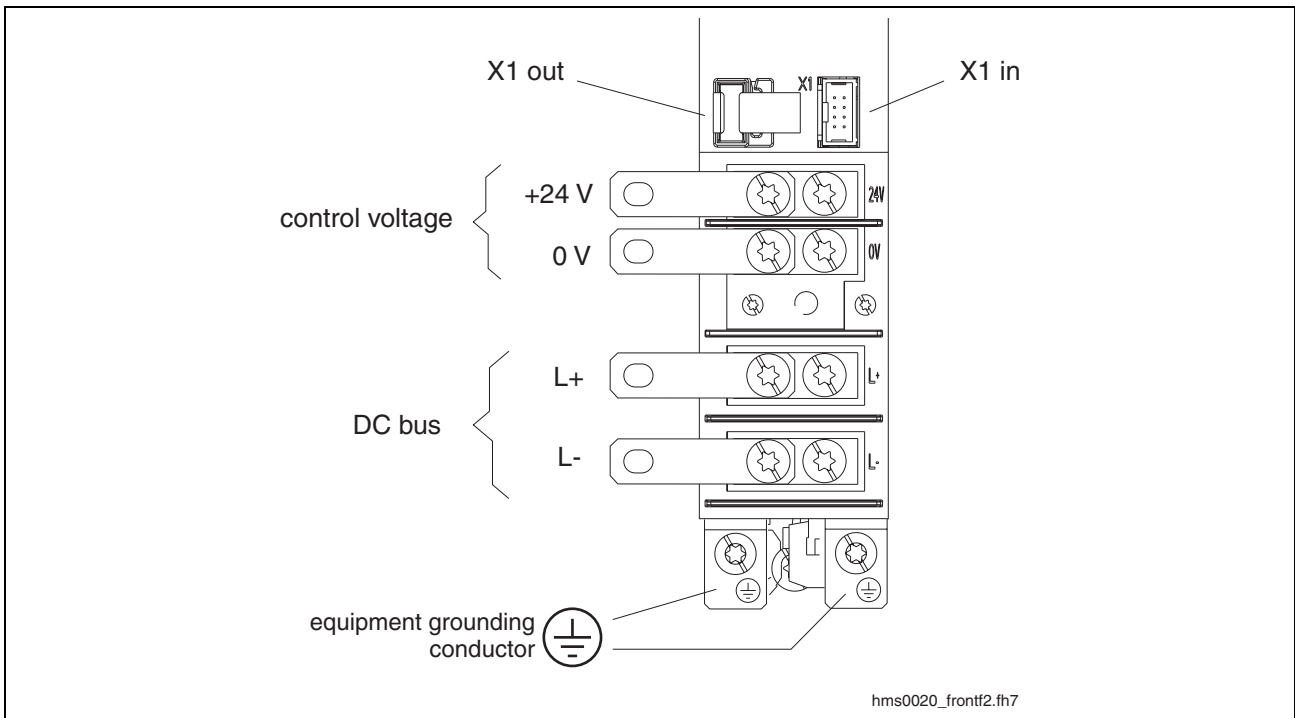 X1 out
X1
X1 in
+24 V
24V
control voltage
0 V
0V
L+
L+
DC bus
L-
L-
equipment grounding
conductor
hms0020_frontf2.fh7